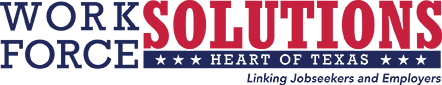 WORK FORCE SOLUTIONS
HEART OF TEXAS
Linking Jobseekers and Employers